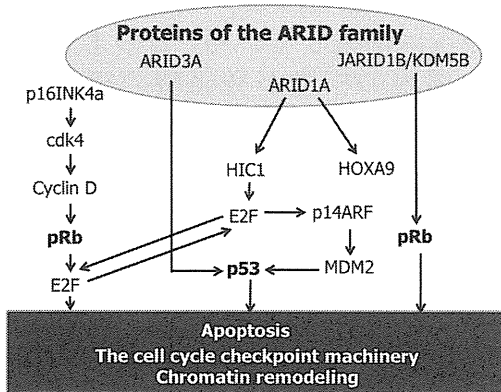 Proteins of the ARID family
ARID3A
JARID1B/KDM5B
ARID1A
p16INK4a
cdk4
Cyclin D
pRb
E2F
HIC1
HOXA9
E2F
p14ARF
pRb
p53
MDM2
Apoptosis
The cell cycle checkpoint machinery
Chromatin remodeling